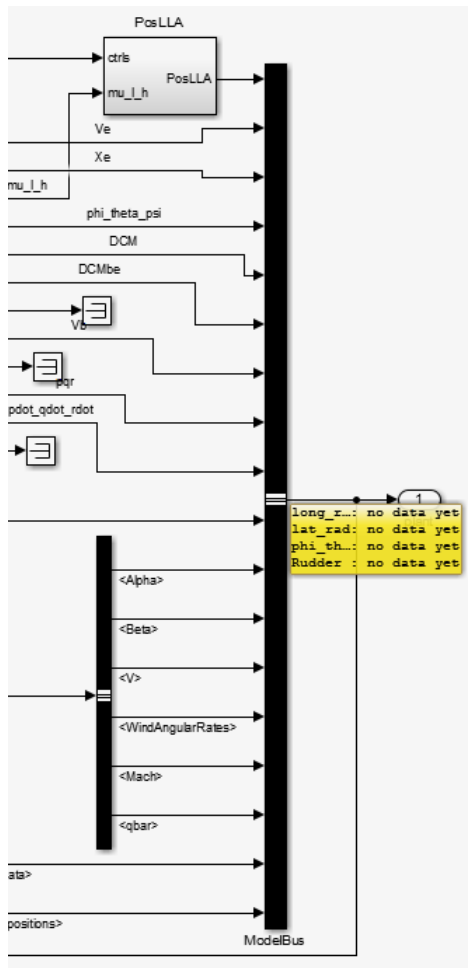 PosLLA
ctrls
PosLLA
mu_l_h
Ve
Xe
mu_l_h
phi_theta_psi
DCM
DCMbe
Vb
pqr
pdot_qdot_rdot
1
long_r…: no data yet
lat_rad: no data yet
phi_th…: no data yet
Rudder : no data yet
<Alpha>
<Beta>
<V>
<WindAngularRates>
<Mach>
<qbar>
ata>
positions>
ModelBus